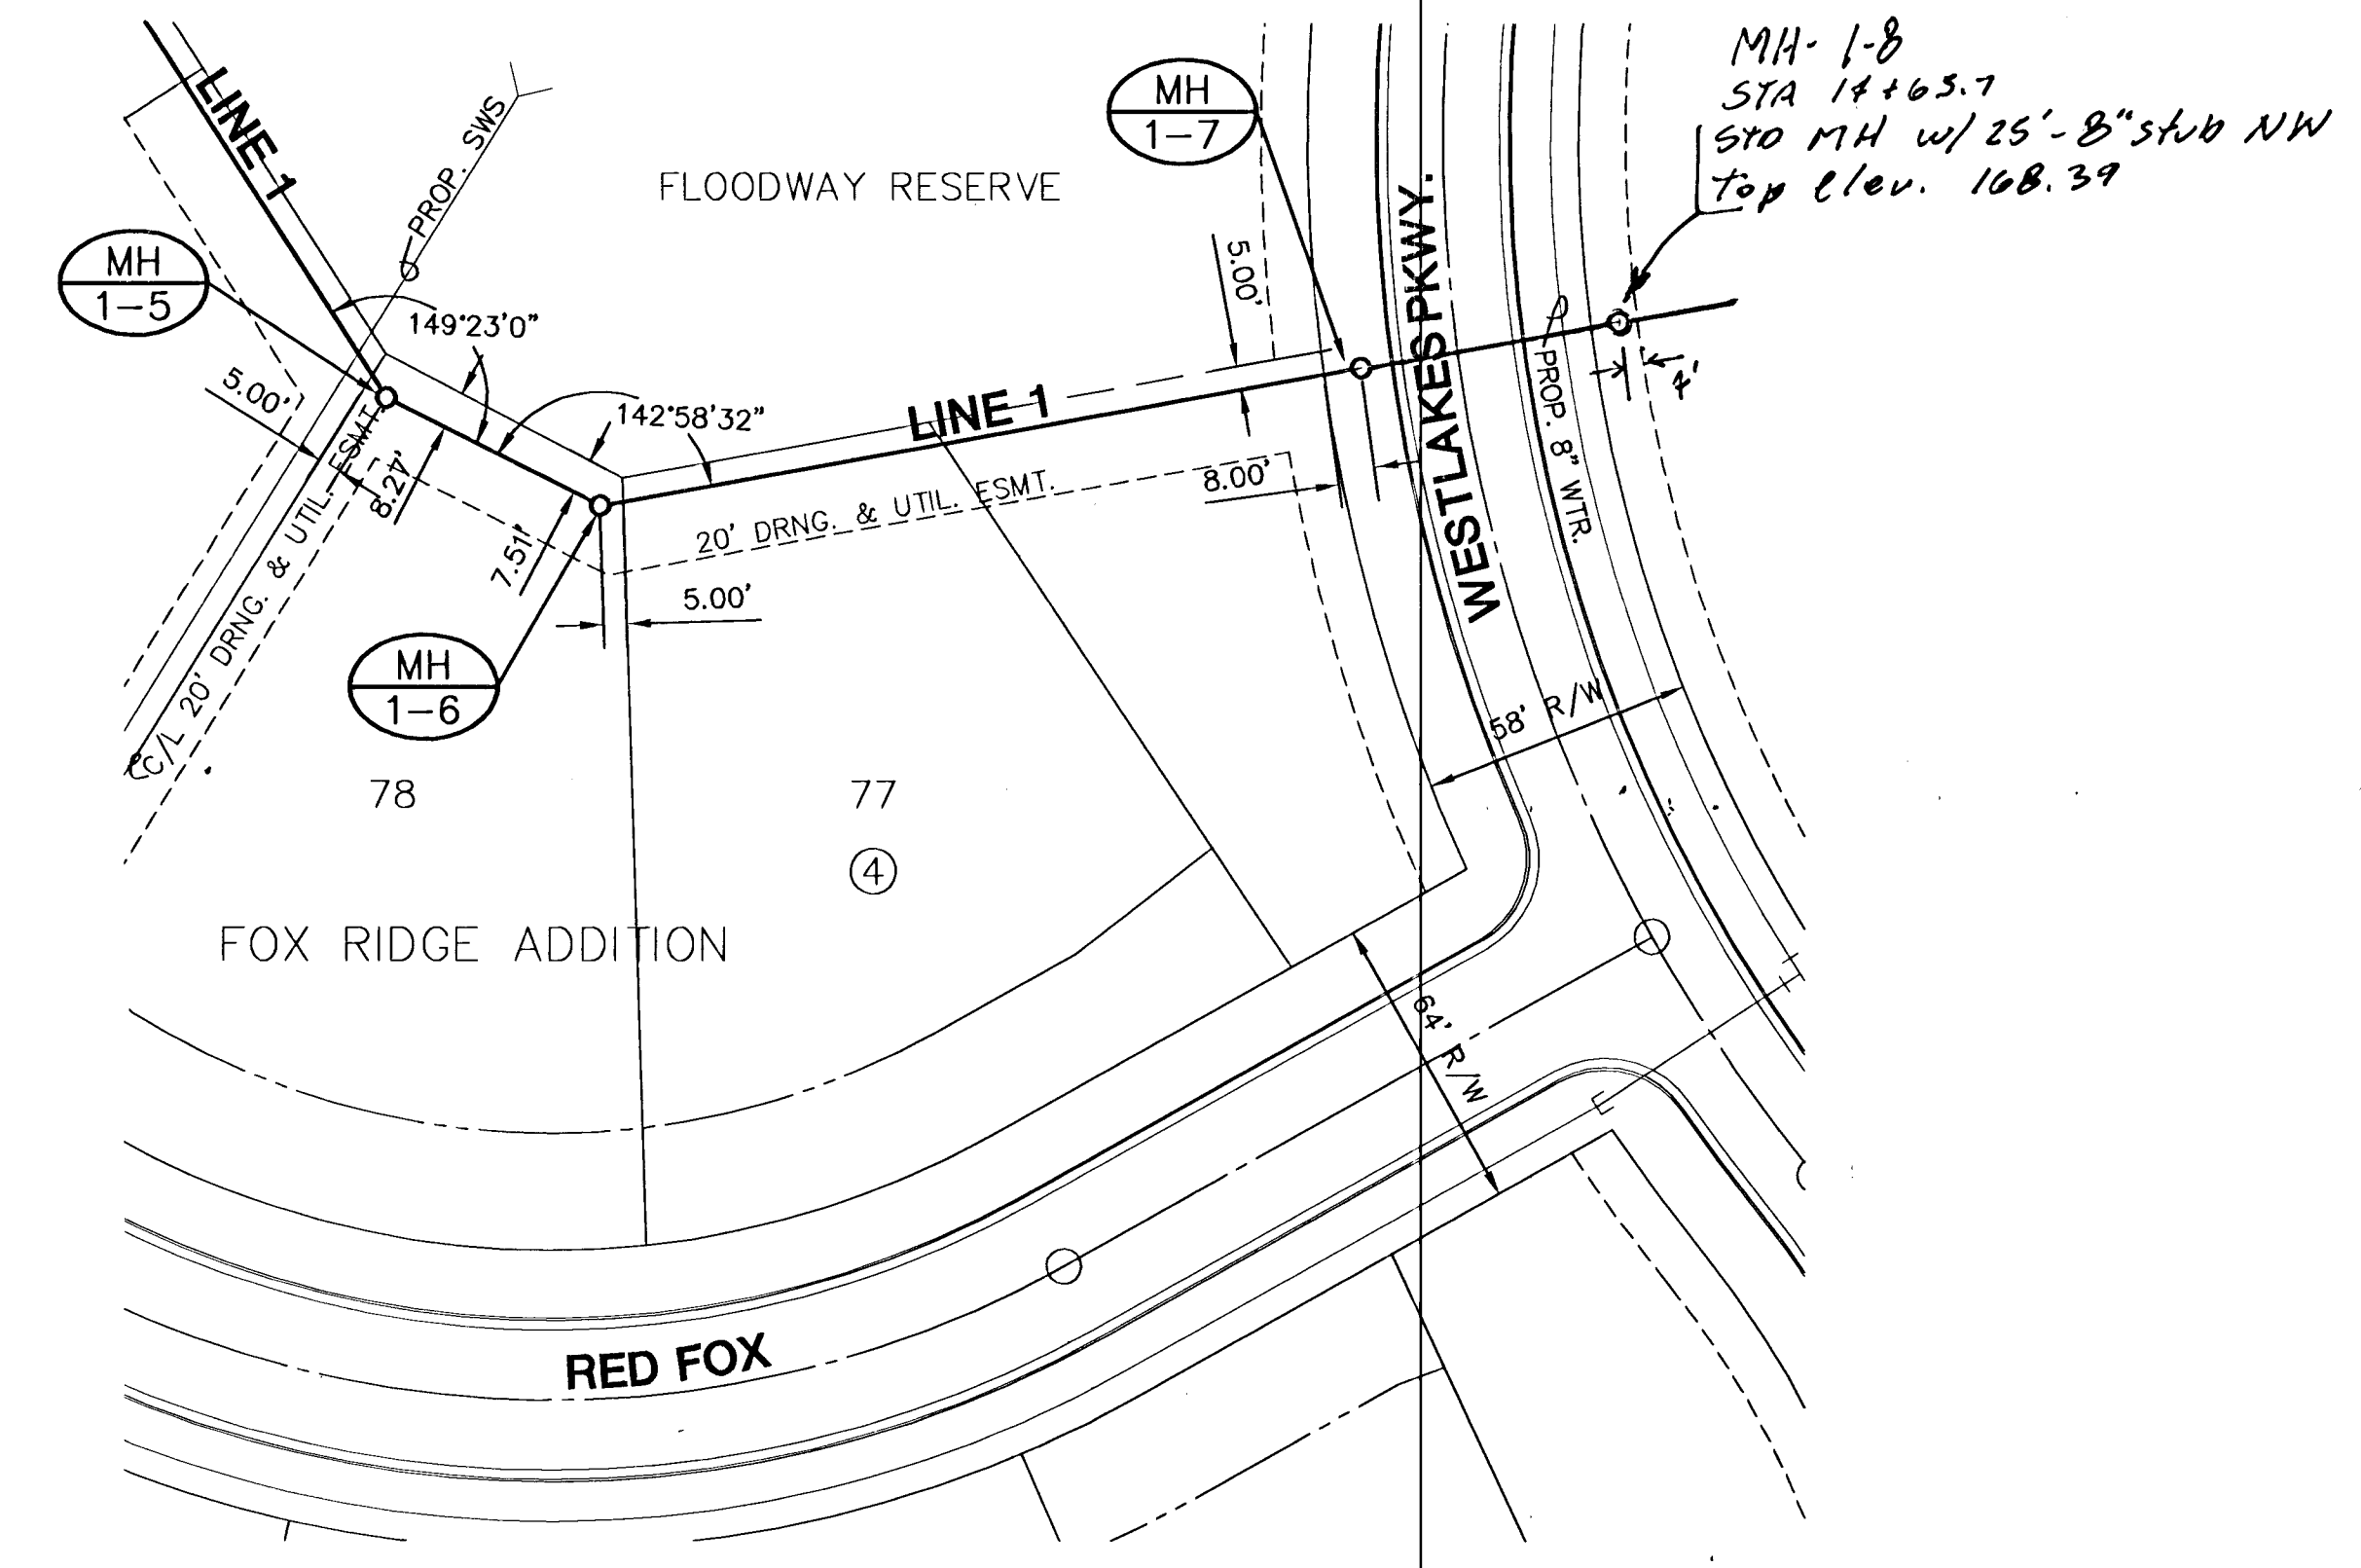 MH- 1-8
STA 14+63.7
STD MH w/ 25'-8" stub NW
top elev. 168.39
MH
1-7
LINE 1
PROP. SWS
FLOODWAY RESERVE
MH
1-5
149°23'0"
5.00'
5.00'
142°58'32"
LINE 1
WESTLAKES PKWY.
4'
PROP. 8" WTR.
8.27'
8.00'
20' DRNG. & UTIL. ESMT.
7.51'
5.00'
C/L 20' DRNG. & UTIL. ESMT.
MH
1-6
58' R/W
78
77
4
FOX RIDGE ADDITION
64' R/W
RED FOX